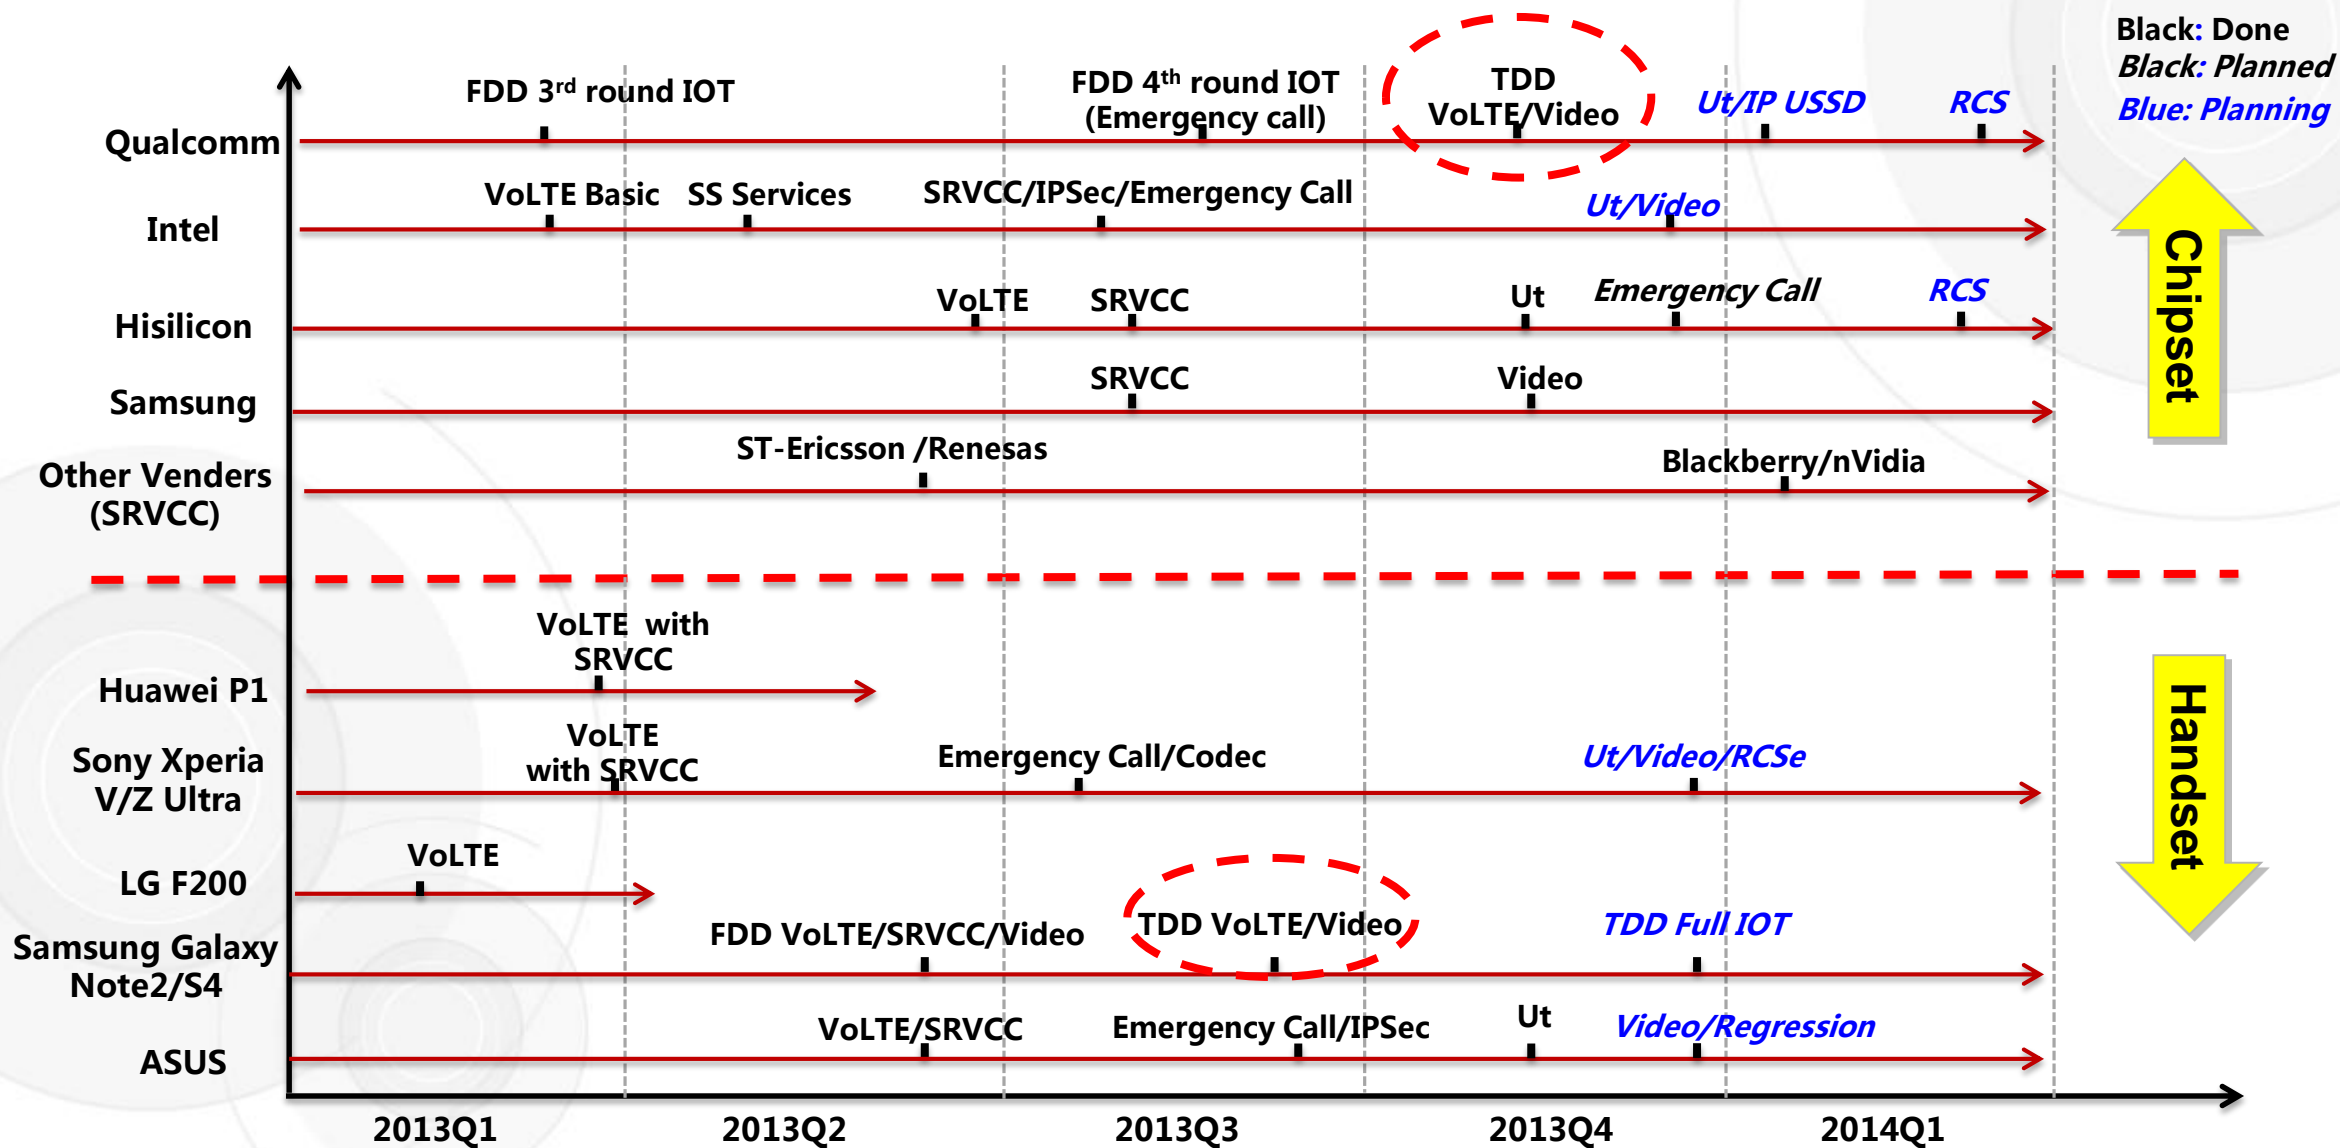 Black: Done
Black: Planned
Blue: Planning
FDD 3rd round IOT
FDD 4th round IOT
(Emergency call)
TDD
VoLTE/Video
Ut/IP USSD
RCS
Qualcomm
VoLTE Basic
SS Services
SRVCC/IPSec/Emergency Call
Ut/Video
Intel
VoLTE
SRVCC
Ut
Emergency Call
RCS
Hisilicon
SRVCC
Video
Samsung
ST-Ericsson /Renesas
Blackberry/nVidia
Other Venders
(SRVCC)
Chipset
VoLTE with
SRVCC
Huawei P1
VoLTE
with SRVCC
Emergency Call/Codec
Ut/Video/RCSe
Sony Xperia
V/Z Ultra
Handset
VoLTE
LG F200
FDD VoLTE/SRVCC/Video
TDD VoLTE/Video
TDD Full IOT
Samsung Galaxy
Note2/S4
VoLTE/SRVCC
Emergency Call/IPSec
Ut
Video/Regression
ASUS
2013Q1
2013Q2
2013Q3
2013Q4
2014Q1